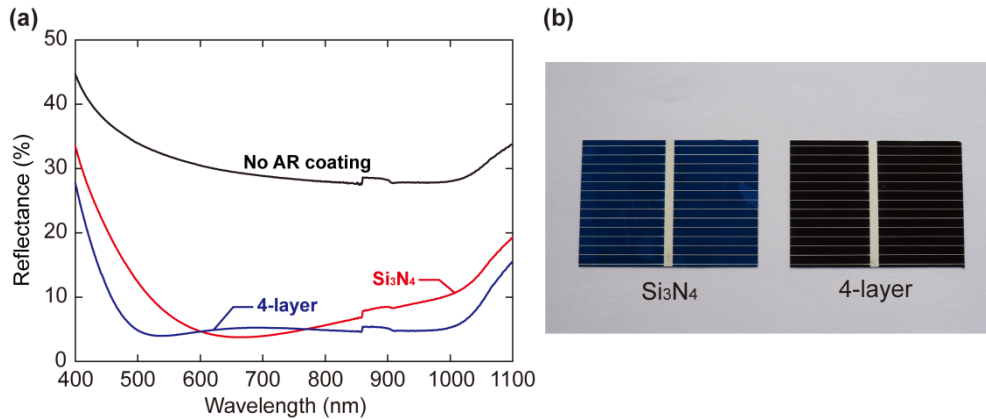 (a)
50
40
30
20
10
0
Reflectance (%)
No AR coating
Si₃N₄
4-layer
400 500 600 700 800 900 1000 1100
Wavelength (nm)
(b)
Si₃N₄
4-layer